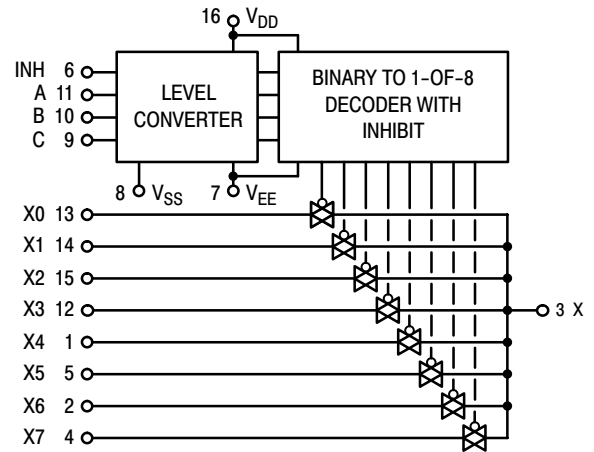 16 VDD
INH 6
A 11
B 10
C 9
LEVEL
CONVERTER
BINARY TO 1-OF-8
DECODER WITH
INHIBIT
8 VSS
7 VEE
X0 13
X1 14
X2 15
X3 12
3 X
X4 1
X5 5
X6 2
X7 4